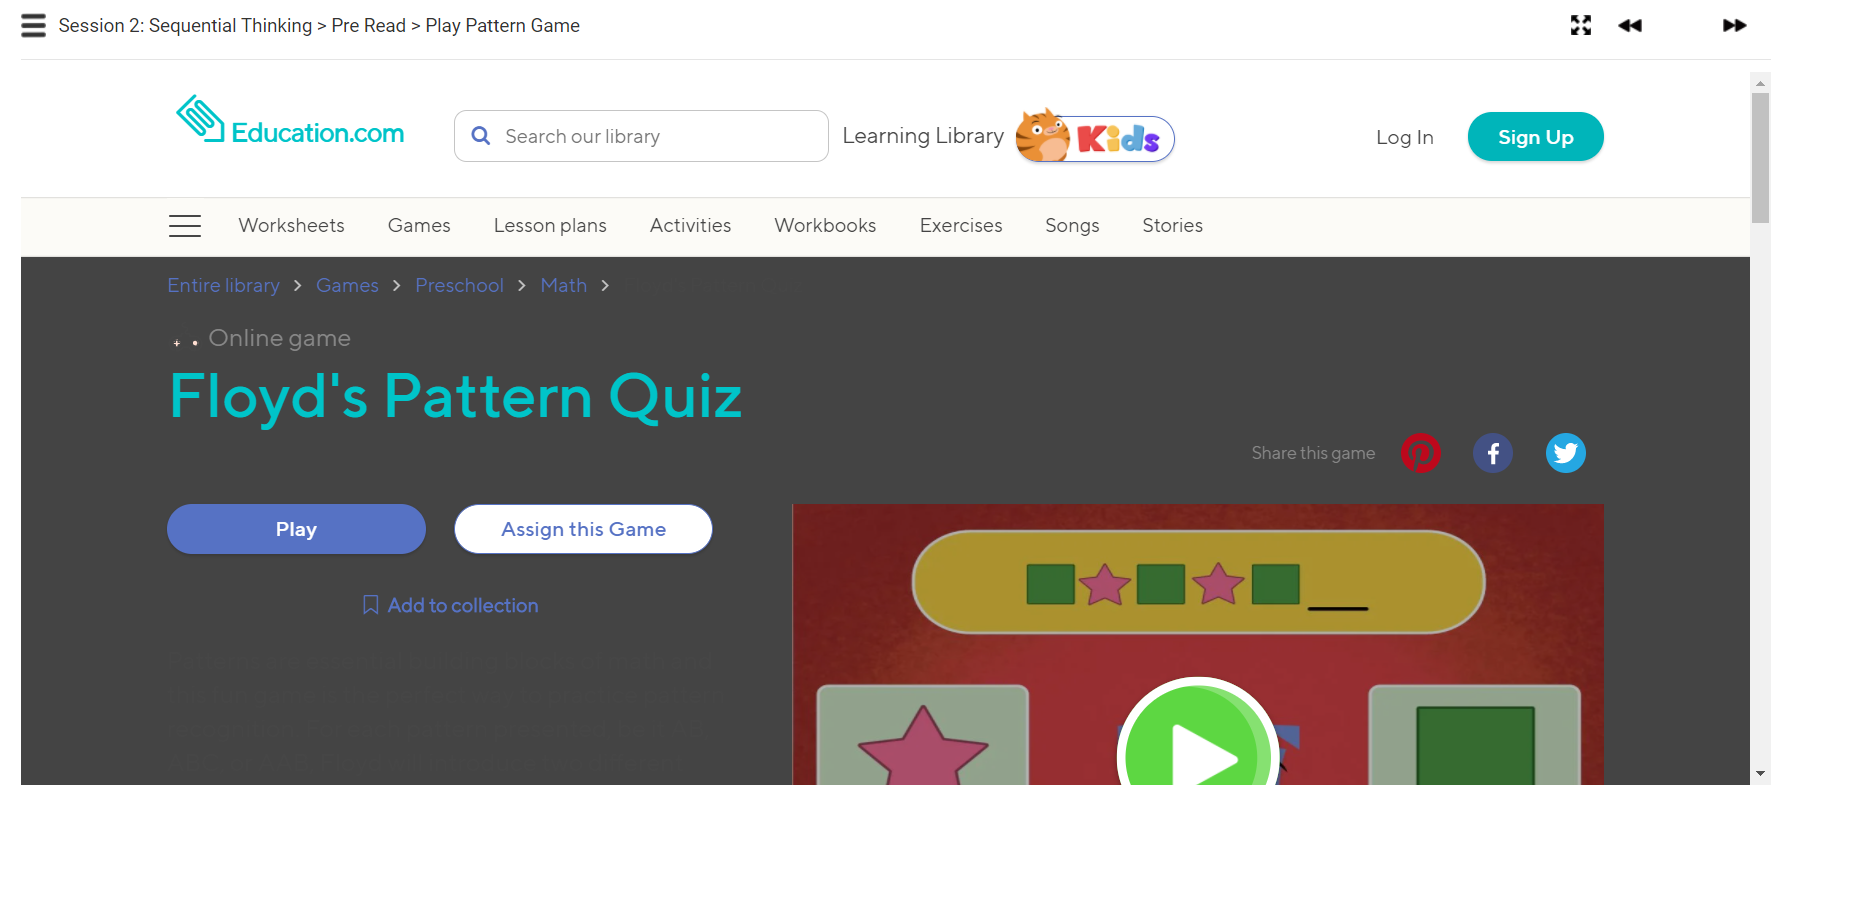 Session 2: Sequential Thinking > Pre Read > Play Pattern Game
Education.com
Search our library
Learning Library
Kids
Log In
Sign Up
Worksheets
Games
Lesson plans
Activities
Workbooks
Exercises
Songs
Stories
Entire library > Games > Preschool > Math >
Online game
Floyd's Pattern Quiz
Share this game
Play
Assign this Game
Add to collection